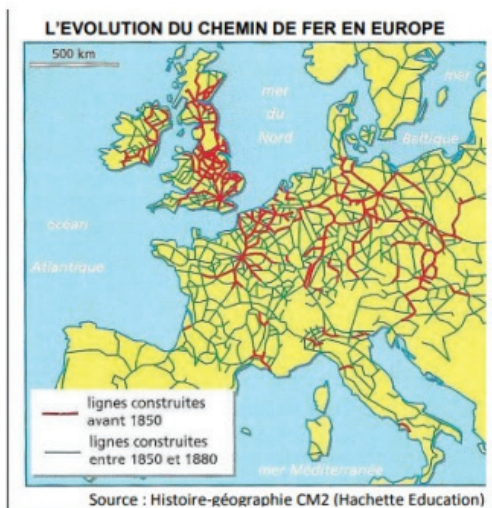 L'EVOLUTION DU CHEMIN DE FER EN EUROPE
500 km
mer
du
Nord
mer
Baltique
océan
Atlantique
lignes construites
avant 1850
lignes construites
entre 1850 et 1880
mer Méditerranée
Source : Histoire-géographie CM2 (Hachette Education)